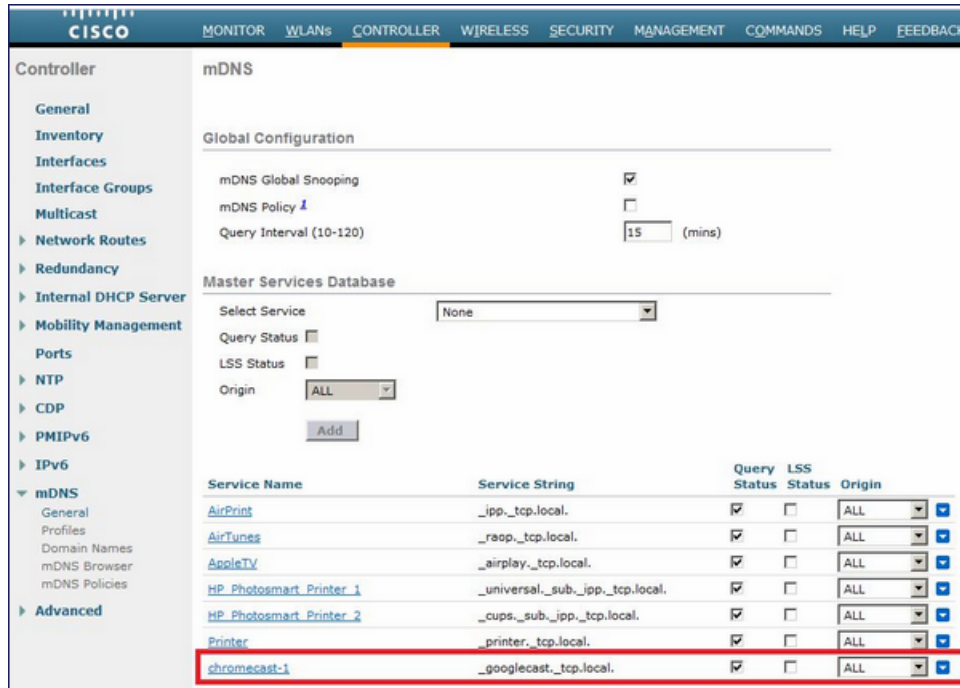 CISCO
MONITOR WLANs CONTROLLER WIRELESS SECURITY MANAGEMENT COMMANDS HELP FEEDBACK
Controller
General
Inventory
Interfaces
Interface Groups
Multicast
Network Routes
Redundancy
Internal DHCP Server
Mobility Management
Ports
NTP
CDP
PMIPv6
IPv6
mDNS
General
Profiles
Domain Names
mDNS Browser
mDNS Policies
Advanced
mDNS
Global Configuration
mDNS Global Snooping
mDNS Policy 1
Query Interval (10-120) 15 (mins)
Master Services Database
Select Service None
Query Status
LSS Status
Origin ALL
Add
Service Name Service String Query Status LSS Status Origin
AirPrint _ipp._tcp.local. ALL
AirTunes _raop._tcp.local. ALL
AppleTV _airplay._tcp.local. ALL
HP_Photosmart_Printer_1 _universal._sub._ipp._tcp.local. ALL
HP_Photosmart_Printer_2 _cups._sub._ipp._tcp.local. ALL
Printer _printer._tcp.local. ALL
chromecast-1 _googlecast._tcp.local. ALL